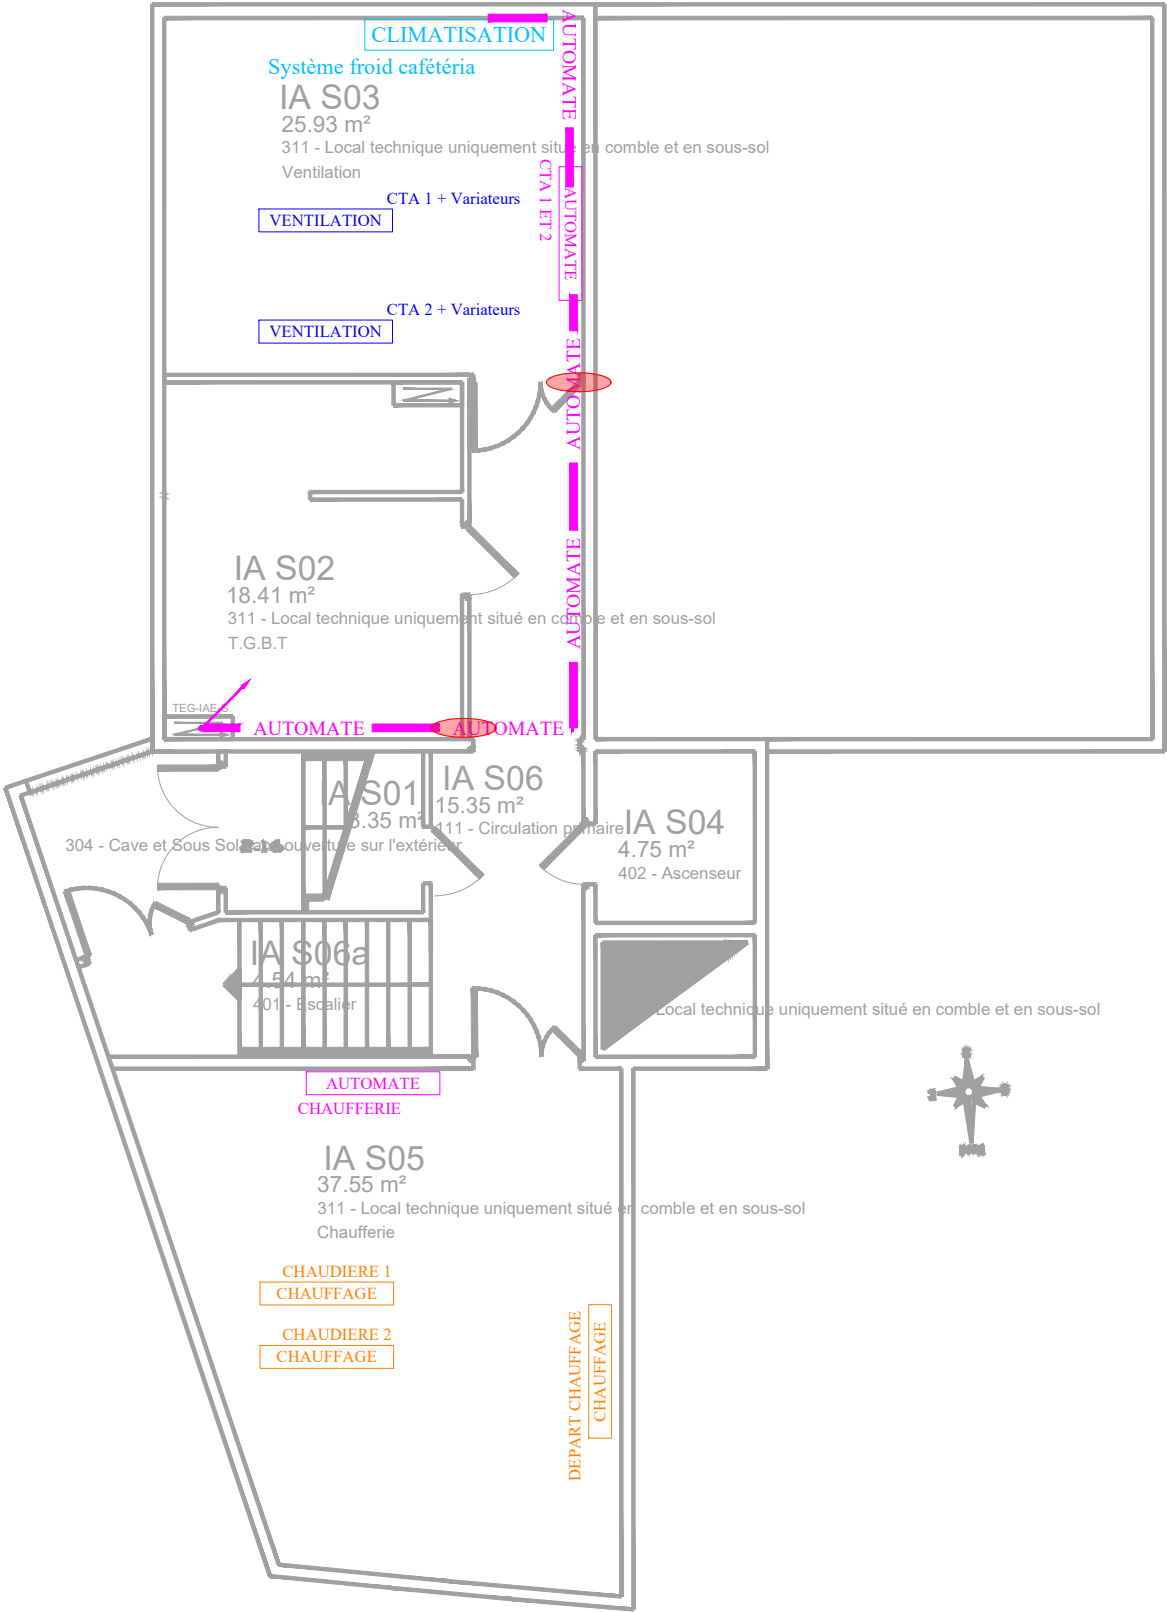 CLIMATISATION
AUTOMATE
Système froid cafétéria
IA S03
25.93 m²
311 - Local technique uniquement situé en comble et en sous-sol
Ventilation
CTA 1 ET 2
AUTOMATE
CTA 1 + Variateurs
VENTILATION
CTA 2 + Variateurs
VENTILATION
AUTOMATE
AUTOMATE
IA S02
18.41 m²
311 - Local technique uniquement situé en comble et en sous-sol
T.G.B.T
TEG-IAE-S
AUTOMATE
AUTOMATE
IA S01
3.35 m²
304 - Cave et Sous Sol sans ouverture sur l'extérieur
IA S06
15.35 m²
111 - Circulation primaire
IA S04
4.75 m²
402 - Ascenseur
IA S06a
4.54 m²
401 - Escalier
Local technique uniquement situé en comble et en sous-sol
AUTOMATE
CHAUFFERIE
IA S05
37.55 m²
311 - Local technique uniquement situé en comble et en sous-sol
Chaufferie
CHAUDIERE 1
CHAUFFAGE
CHAUDIERE 2
CHAUFFAGE
DEPART CHAUFFAGE
CHAUFFAGE